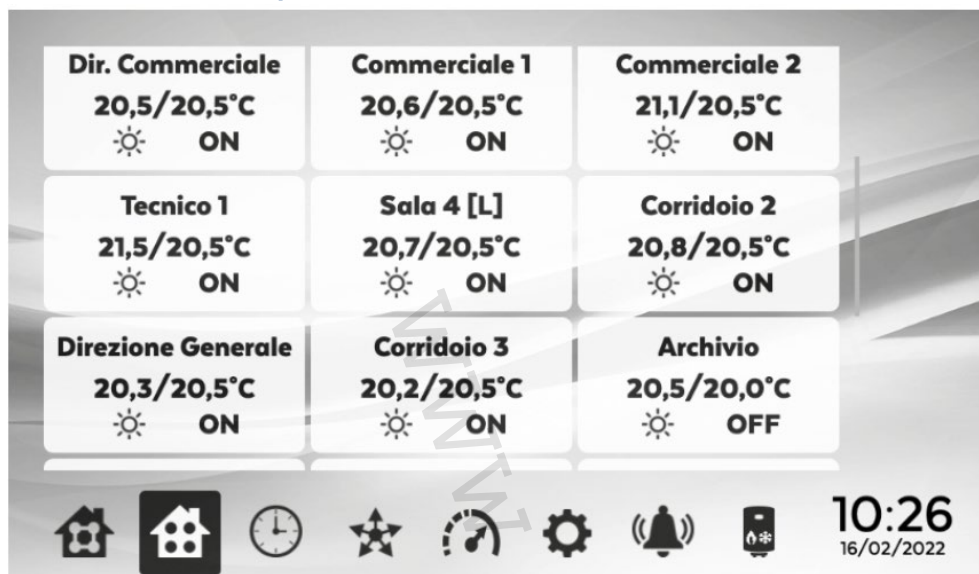 Dir. Commerciale
20,5/20,5°C
ON
Commerciale 1
20,6/20,5°C
ON
Commerciale 2
21,1/20,5°C
ON
Tecnico 1
21,5/20,5°C
ON
Sala 4 [L]
20,7/20,5°C
ON
Corridoio 2
20,8/20,5°C
ON
Direzione Generale
20,3/20,5°C
ON
Corridoio 3
20,2/20,5°C
ON
Archivio
20,5/20,0°C
OFF
10:26
16/02/2022